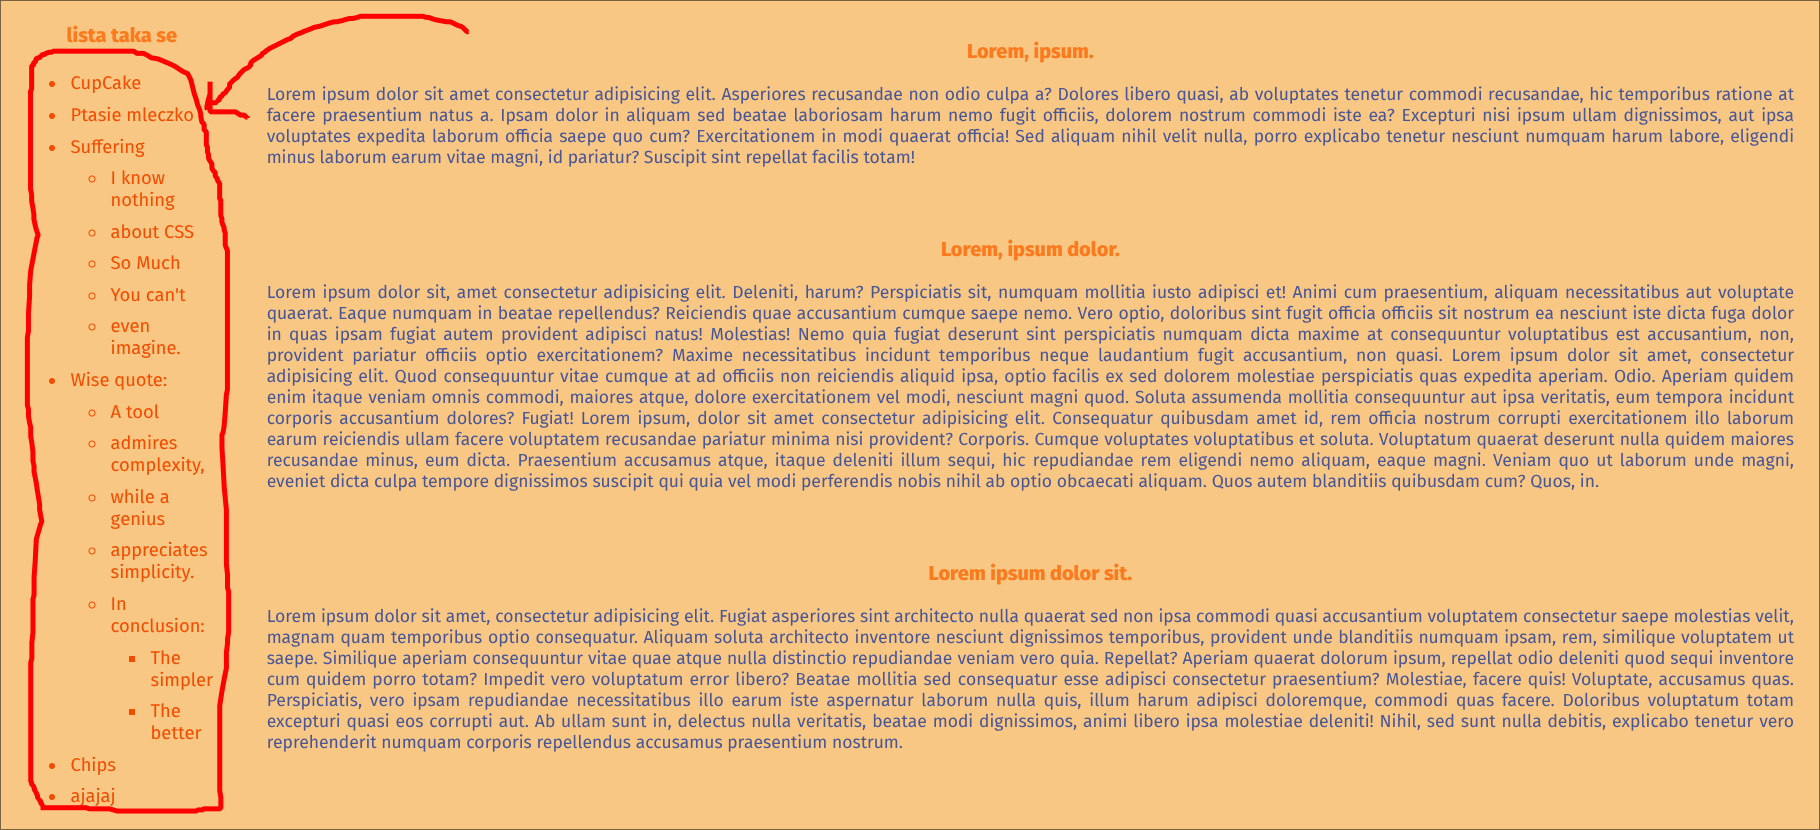 lista taka se
CupCake
Ptasie mleczko
Suffering
I know
nothing
about CSS
So Much
You can't
even
imagine.
Wise quote:
A tool
admires
complexity,
while a
genius
appreciates
simplicity.
In
conclusion:
The
simpler
The
better
Chips
ajajaj
Lorem, ipsum.
Lorem ipsum dolor sit amet consectetur adipisicing elit. Asperiores recusandae non odio culpa a? Dolores libero quasi, ab voluptates tenetur commodi recusandae, hic temporibus ratione at
facere praesentium natus a. Ipsam dolor in aliquam sed beatae laboriosam harum nemo fugit officiis, dolorem nostrum commodi iste ea? Excepturi nisi ipsum ullam dignissimos, aut ipsa
voluptates expedita laborum officia saepe quo cum? Exercitationem in modi quaerat officia! Sed aliquam nihil velit nulla, porro explicabo tenetur nesciunt numquam harum labore, eligendi
minus laborum earum vitae magni, id pariatur? Suscipit sint repellat facilis totam!
Lorem, ipsum dolor.
Lorem ipsum dolor sit, amet consectetur adipisicing elit. Deleniti, harum? Perspiciatis sit, numquam mollitia iusto adipisci et! Animi cum praesentium, aliquam necessitatibus aut voluptate
quaerat. Eaque numquam in beatae repellendus? Reiciendis quae accusantium cumque saepe nemo. Vero optio, doloribus sint fugit officia officiis sit nostrum ea nesciunt iste dicta fuga dolor
in quas ipsam fugiat autem provident adipisci natus! Molestias! Nemo quia fugiat deserunt sint perspiciatis numquam dicta maxime at consequuntur voluptatibus est accusantium, non,
provident pariatur officiis optio exercitationem? Maxime necessitatibus incidunt temporibus neque laudantium fugit accusantium, non quasi. Lorem ipsum dolor sit amet, consectetur
adipisicing elit. Quod consequuntur vitae cumque at ad officiis non reiciendis aliquid ipsa, optio facilis ex sed dolorem molestiae perspiciatis quas expedita aperiam. Odio. Aperiam quidem
enim itaque veniam omnis commodi, maiores atque, dolore exercitationem vel modi, nesciunt magni quod. Soluta assumenda mollitia consequuntur aut ipsa veritatis, eum tempora incidunt
corporis accusantium dolores? Fugiat! Lorem ipsum, dolor sit amet consectetur adipisicing elit. Consequatur quibusdam amet id, rem officia nostrum corrupti exercitationem illo laborum
earum reiciendis ullam facere voluptatem recusandae pariatur minima nisi provident? Corporis. Cumque voluptates voluptatibus et soluta. Voluptatum quaerat deserunt nulla quidem maiores
recusandae minus, eum dicta. Praesentium accusamus atque, itaque deleniti illum sequi, hic repudiandae rem eligendi nemo aliquam, eaque magni. Veniam quo ut laborum unde magni,
eveniet dicta culpa tempore dignissimos suscipit qui quia vel modi perferendis nobis nihil ab optio obcaecati aliquam. Quos autem blanditiis quibusdam cum? Quos, in.
Lorem ipsum dolor sit.
Lorem ipsum dolor sit amet, consectetur adipisicing elit. Fugiat asperiores sint architecto nulla quaerat sed non ipsa commodi quasi accusantium voluptatem consectetur saepe molestias velit,
magnam quam temporibus optio consequatur. Aliquam soluta architecto inventore nesciunt dignissimos temporibus, provident unde blanditiis numquam ipsam, rem, similique voluptatem ut
saepe. Similique aperiam consequuntur vitae quae atque nulla distinctio repudiandae veniam vero quia. Repellat? Aperiam quaerat dolorum ipsum, repellat odio deleniti quod sequi inventore
cum quidem porro totam? Impedit vero voluptatum error libero? Beatae mollitia sed consequatur esse adipisci consectetur praesentium? Molestiae, facere quis! Voluptate, accusamus quas.
Perspiciatis, vero ipsam repudiandae necessitatibus illo earum iste aspernatur laborum nulla quis, illum harum adipisci doloremque, commodi quas facere. Doloribus voluptatum totam
excepturi quasi eos corrupti aut. Ab ullam sunt in, delectus nulla veritatis, beatae modi dignissimos, animi libero ipsa molestiae deleniti! Nihil, sed sunt nulla debitis, explicabo tenetur vero
reprehenderit numquam corporis repellendus accusamus praesentium nostrum.